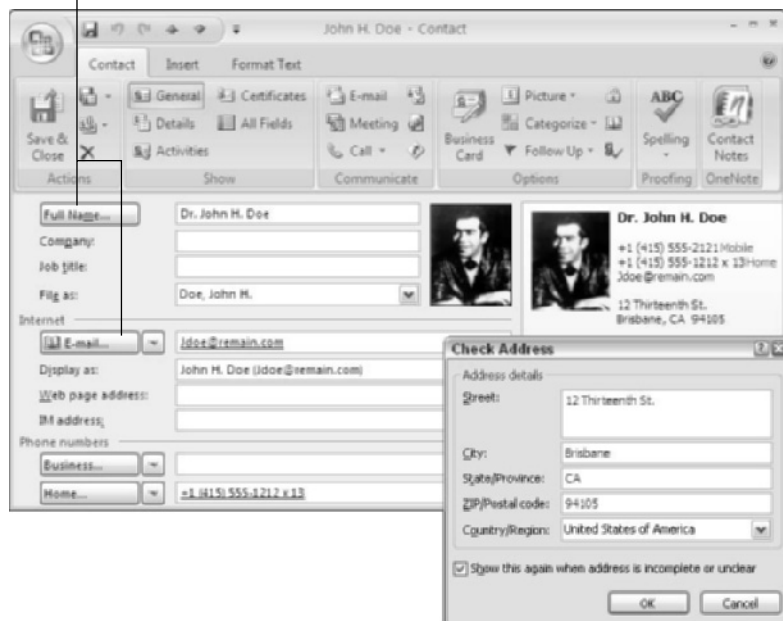 John H. Doe - Contact
Contact Insert Format Text
Save & Close
General Certificates
Details All Fields
Activities
E-mail
Meeting
Call
Business Card
Picture
Categorize
Follow Up
ABC
Spelling
Contact Notes
Actions Show Communicate Options Proofing OneNote
Full Name... Dr. John H. Doe
Company:
Job title:
File as: Doe, John H.
Internet
E-mail... Jdoe@remain.com
Display as: John H. Doe (Jdoe@remain.com)
Web page address:
IM address:
Phone numbers
Business...
Home... +1 (415) 555-1212 x 13
Dr. John H. Doe
+1 (415) 555-2121 Mobile
+1 (415) 555-1212 x 13 Home
Jdoe@remain.com
12 Thirteenth St.
Brisbane, CA 94105
Check Address
Address details
Street: 12 Thirteenth St.
City: Brisbane
State/Province: CA
ZIP/Postal code: 94105
Country/Region: United States of America
Show this again when address is incomplete or unclear
OK Cancel